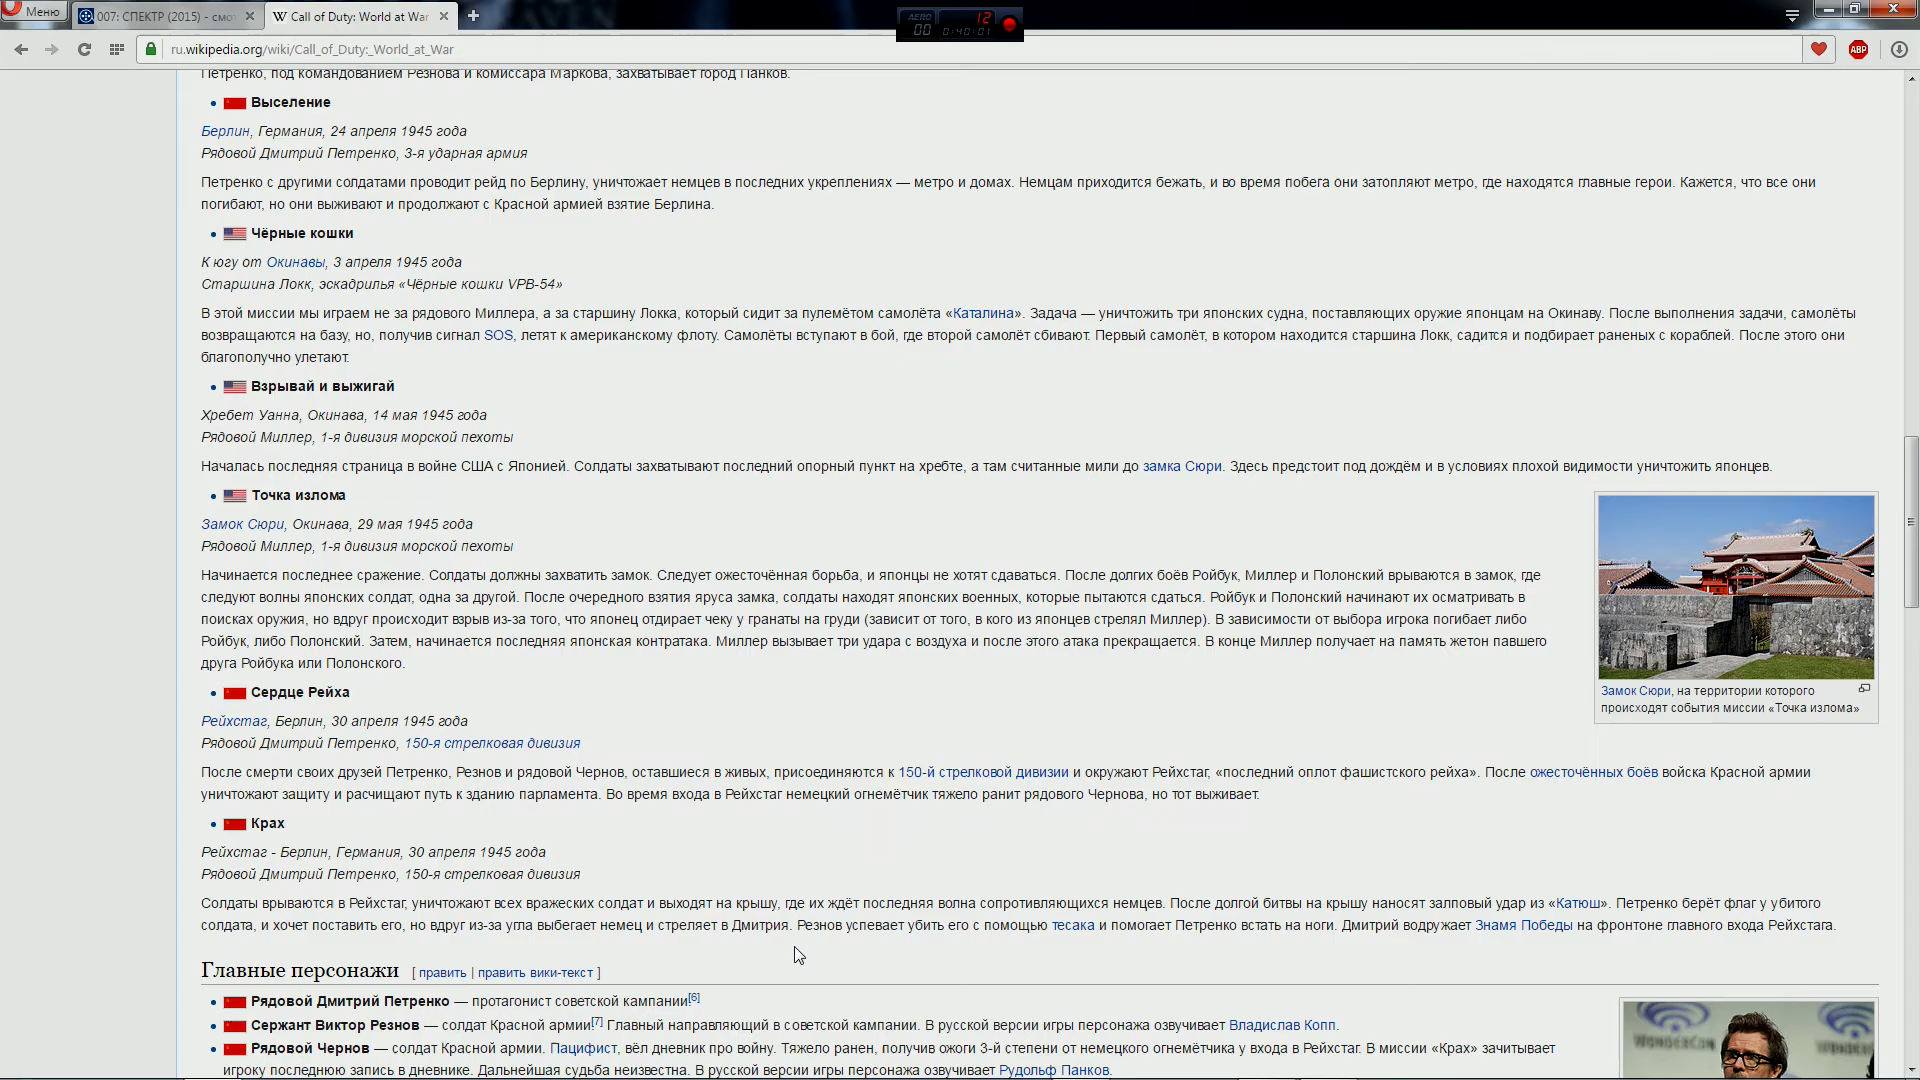 Меню
007: СПЕКТР (2015) - смот
Call of Duty: World at War
AERO
00
12
0:40:01
ru.wikipedia.org/wiki/Call_of_Duty:_World_at_War
ABP
Петренко, под командованием Резнова и комиссара Маркова, захватывает город Панков.
Выселение
Берлин, Германия, 24 апреля 1945 года
Рядовой Дмитрий Петренко, 3-я ударная армия
Петренко с другими солдатами проводит рейд по Берлину, уничтожает немцев в последних укреплениях — метро и домах. Немцам приходится бежать, и во время побега они затопляют метро, где находятся главные герои. Кажется, что все они
погибают, но они выживают и продолжают с Красной армией взятие Берлина.
Чёрные кошки
К югу от Окинавы, 3 апреля 1945 года
Старшина Локк, эскадрилья «Чёрные кошки VPB-54»
В этой миссии мы играем не за рядового Миллера, а за старшину Локка, который сидит за пулемётом самолёта «Каталина». Задача — уничтожить три японских судна, поставляющих оружие японцам на Окинаву. После выполнения задачи, самолёты
возвращаются на базу, но, получив сигнал SOS, летят к американскому флоту. Самолёты вступают в бой, где второй самолёт сбивают. Первый самолёт, в котором находится старшина Локк, садится и подбирает раненых с кораблей. После этого они
благополучно улетают.
Взрывай и выжигай
Хребет Уанна, Окинава, 14 мая 1945 года
Рядовой Миллер, 1-я дивизия морской пехоты
Началась последняя страница в войне США с Японией. Солдаты захватывают последний опорный пункт на хребте, а там считанные мили до замка Сюри. Здесь предстоит под дождём и в условиях плохой видимости уничтожить японцев.
Точка излома
Замок Сюри, Окинава, 29 мая 1945 года
Рядовой Миллер, 1-я дивизия морской пехоты
Начинается последнее сражение. Солдаты должны захватить замок. Следует ожесточённая борьба, и японцы не хотят сдаваться. После долгих боёв Ройбук, Миллер и Полонский врываются в замок, где
следуют волны японских солдат, одна за другой. После очередного взятия яруса замка, солдаты находят японских военных, которые пытаются сдаться. Ройбук и Полонский начинают их осматривать в
поисках оружия, но вдруг происходит взрыв из-за того, что японец отдирает чеку у гранаты на груди (зависит от того, в кого из японцев стрелял Миллер). В зависимости от выбора игрока погибает либо
Ройбук, либо Полонский. Затем, начинается последняя японская контратака. Миллер вызывает три удара с воздуха и после этого атака прекращается. В конце Миллер получает на память жетон павшего
друга Ройбука или Полонского.
Замок Сюри, на территории которого
происходят события миссии «Точка излома»
Сердце Рейха
Рейхстаг, Берлин, 30 апреля 1945 года
Рядовой Дмитрий Петренко, 150-я стрелковая дивизия
После смерти своих друзей Петренко, Резнов и рядовой Чернов, оставшиеся в живых, присоединяются к 150-й стрелковой дивизии и окружают Рейхстаг, «последний оплот фашистского рейха». После ожесточённых боёв войска Красной армии
уничтожают защиту и расчищают путь к зданию парламента. Во время входа в Рейхстаг немецкий огнемётчик тяжело ранит рядового Чернова, но тот выживает.
Крах
Рейхстаг - Берлин, Германия, 30 апреля 1945 года
Рядовой Дмитрий Петренко, 150-я стрелковая дивизия
Солдаты врываются в Рейхстаг, уничтожают всех вражеских солдат и выходят на крышу, где их ждёт последняя волна сопротивляющихся немцев. После долгой битвы на крышу наносят залповый удар из «Катюш». Петренко берёт флаг у убитого
солдата, и хочет поставить его, но вдруг из-за угла выбегает немец и стреляет в Дмитрия. Резнов успевает убить его с помощью тесака и помогает Петренко встать на ноги. Дмитрий водружает Знамя Победы на фронтоне главного входа Рейхстага.
Главные персонажи [ править | править вики-текст ]
Рядовой Дмитрий Петренко — протагонист советской кампании[6]
Сержант Виктор Резнов — солдат Красной армии.[7] Главный направляющий в советской кампании. В русской версии игры персонажа озвучивает Владислав Копп.
Рядовой Чернов — солдат Красной армии. Пацифист, вёл дневник про войну. Тяжело ранен, получив ожоги 3-й степени от немецкого огнемётчика у входа в Рейхстаг. В миссии «Крах» зачитывает
игроку последнюю запись в дневнике. Дальнейшая судьба неизвестна. В русской версии игры персонажа озвучивает Рудольф Панков.
WONDERCON